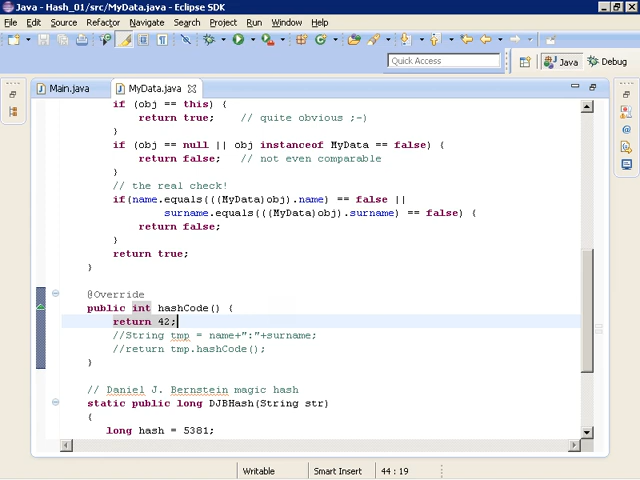 Java - Hash_01/src/MyData.java - Eclipse SDK
File Edit Source Refactor Navigate Search Project Run Window Help
Quick Access
Java
Debug
Main.java
MyData.java
if (obj == this) {
return true; // quite obvious ;-)
}
if (obj == null || obj instanceof MyData == false) {
return false; // not even comparable
}
// the real check!
if(name.equals(((MyData)obj).name) == false ||
surname.equals(((MyData)obj).surname) == false) {
return false;
}
return true;
}
@Override
public int hashCode() {
return 42;
//String tmp = name+":"+surname;
//return tmp.hashCode();
}
// Daniel J. Bernstein magic hash
static public long DJBHash(String str)
{
long hash = 5381;
Writable
Smart Insert
44 : 19